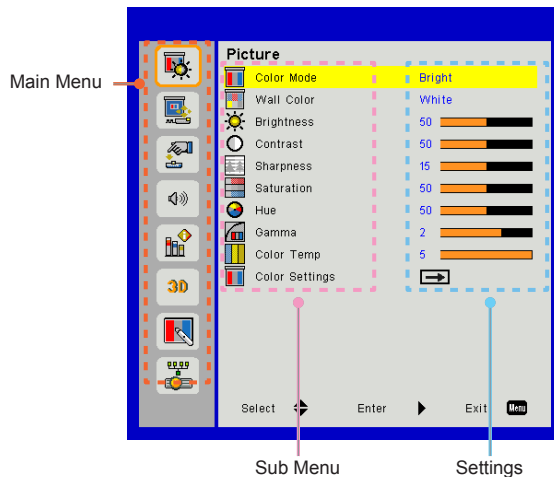 Picture
Main Menu
Color Mode Bright
Wall Color White
Brightness 50
Contrast 50
Sharpness 15
Saturation 50
Hue 50
Gamma 2
Color Temp 5
Color Settings
3D
Select Enter Exit Menu
Sub Menu Settings